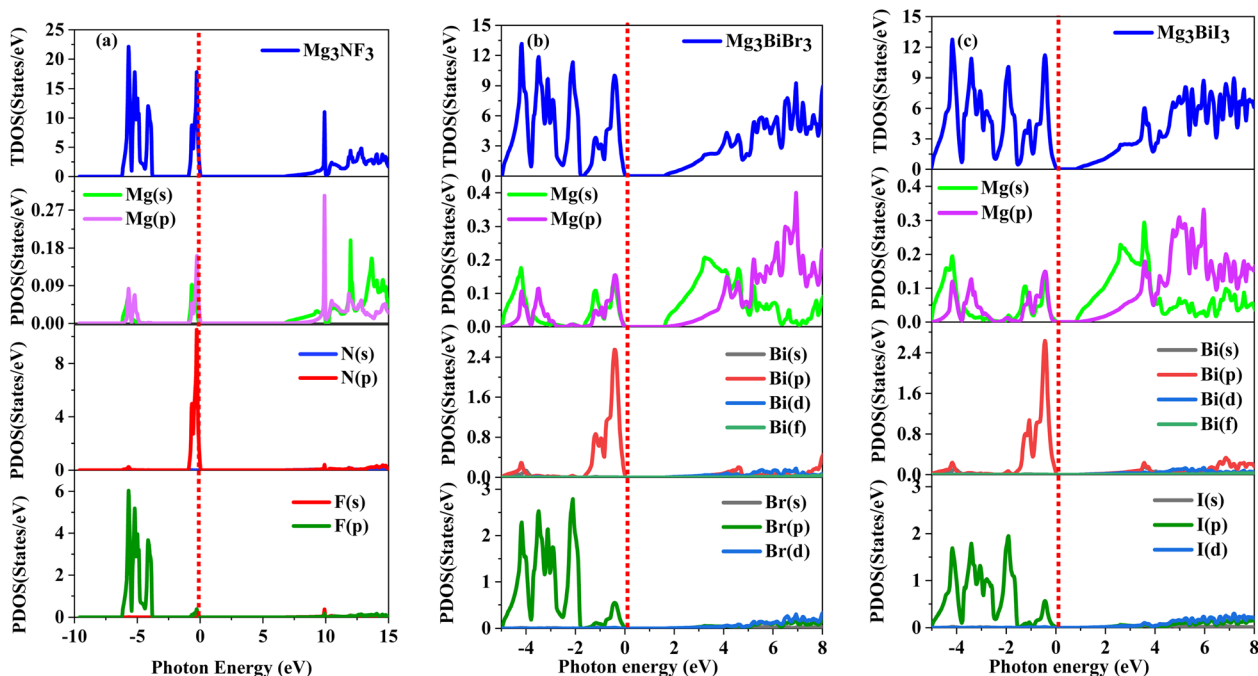 (a)
Mg3NF3
TDOS(States/eV)
25
20
15
10
5
0
Mg(s)
Mg(p)
PDOS(States/eV)
0.27
0.18
0.09
0.00
N(s)
N(p)
PDOS(States/eV)
8
4
0
F(s)
F(p)
PDOS(States/eV)
6
4
2
0
-10 -5 0 5 10 15
Photon Energy (eV)
(b)
Mg3BiBr3
TDOS(States/eV)
15
12
9
6
3
0
Mg(s)
Mg(p)
PDOS(States/eV)
0.4
0.3
0.2
0.1
0.0
Bi(s)
Bi(p)
Bi(d)
Bi(f)
PDOS(States/eV)
2.4
1.6
0.8
0.0
Br(s)
Br(p)
Br(d)
PDOS(States/eV)
3
2
1
0
-4 -2 0 2 4 6 8
Photon energy (eV)
(c)
Mg3BiI3
TDOS(States/eV)
15
12
9
6
3
0
Mg(s)
Mg(p)
PDOS(States/eV)
0.4
0.3
0.2
0.1
0.0
Bi(s)
Bi(p)
Bi(d)
Bi(f)
PDOS(States/eV)
2.4
1.6
0.8
0.0
I(s)
I(p)
I(d)
PDOS(States/eV)
3
2
1
0
-4 -2 0 2 4 6 8
Photon energy (eV)